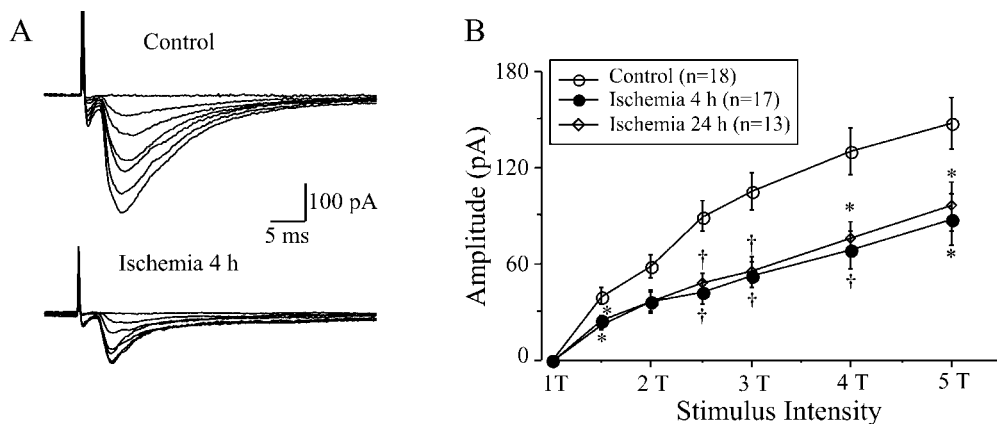 A
Control
100 pA
5 ms
Ischemia 4 h
B
Control (n=18)
Ischemia 4 h (n=17)
Ischemia 24 h (n=13)
Amplitude (pA)
180
120
60
0
* * † † † † * † * *
1T 2 T 3 T 4 T 5 T
Stimulus Intensity